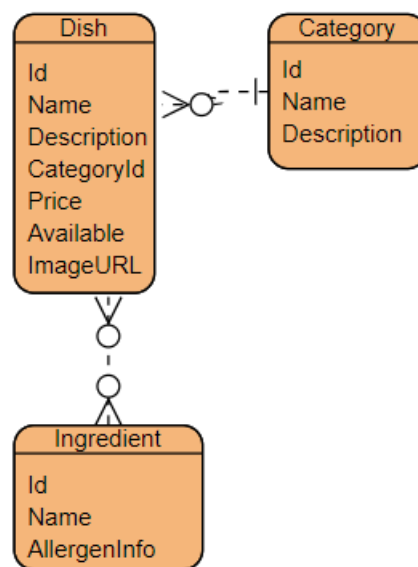 Dish
Id
Name
Description
CategoryId
Price
Available
ImageURL
Category
Id
Name
Description
Ingredient
Id
Name
AllergenInfo